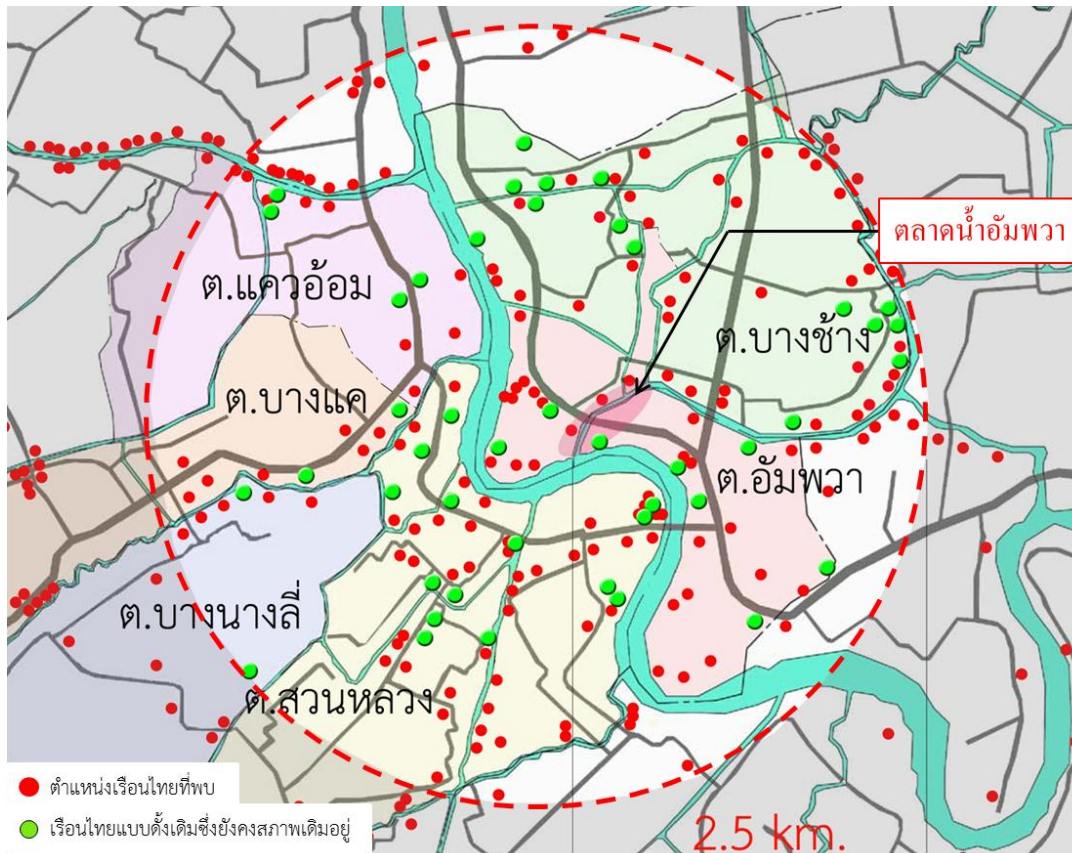 ตลาดน้ำอัมพวา
ต.แควอ้อม
ต.บางช้าง
ต.บางแค
ต.อัมพวา
ต.บางนางลี่
ต.สวนหลวง
ตำแหน่งเรือนไทยที่พบ
เรือนไทยแบบดั้งเดิมซึ่งยังคงสภาพเดิมอยู่
2.5 km.